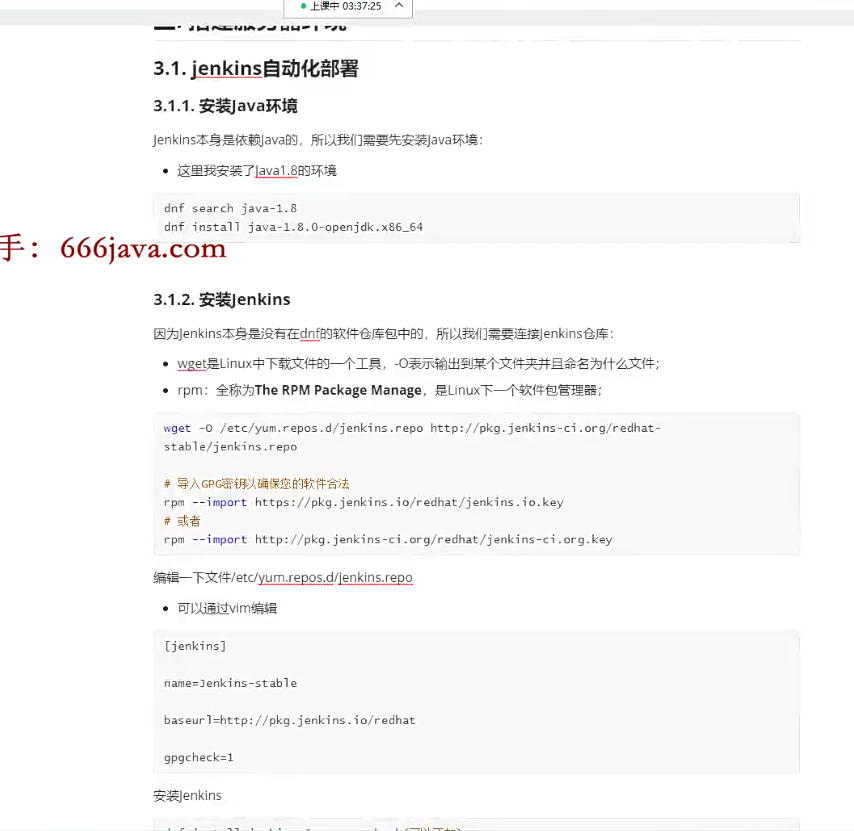 上课中 03:37:25
3.1. jenkins自动化部署
3.1.1. 安装Java环境
Jenkins本身是依赖Java的，所以我们需要先安装Java环境：
• 这里我安装了Java1.8的环境
dnf search java-1.8
dnf install java-1.8.0-openjdk.x86_64
手：666java.com
3.1.2. 安装Jenkins
因为Jenkins本身是没有在dnf的软件仓库包中的，所以我们需要连接Jenkins仓库：
• wget是Linux中下载文件的一个工具，-O表示输出到某个文件夹并且命名为什么文件；
• rpm：全称为The RPM Package Manage，是Linux下一个软件包管理器；
wget -O /etc/yum.repos.d/jenkins.repo http://pkg.jenkins-ci.org/redhat-
stable/jenkins.repo
# 导入GPG密钥以确保您的软件合法
rpm --import https://pkg.jenkins.io/redhat/jenkins.io.key
# 或者
rpm --import http://pkg.jenkins-ci.org/redhat/jenkins-ci.org.key
编辑一下文件/etc/yum.repos.d/jenkins.repo
• 可以通过vim编辑
[jenkins]
name=Jenkins-stable
baseurl=http://pkg.jenkins.io/redhat
gpgcheck=1
安装Jenkins